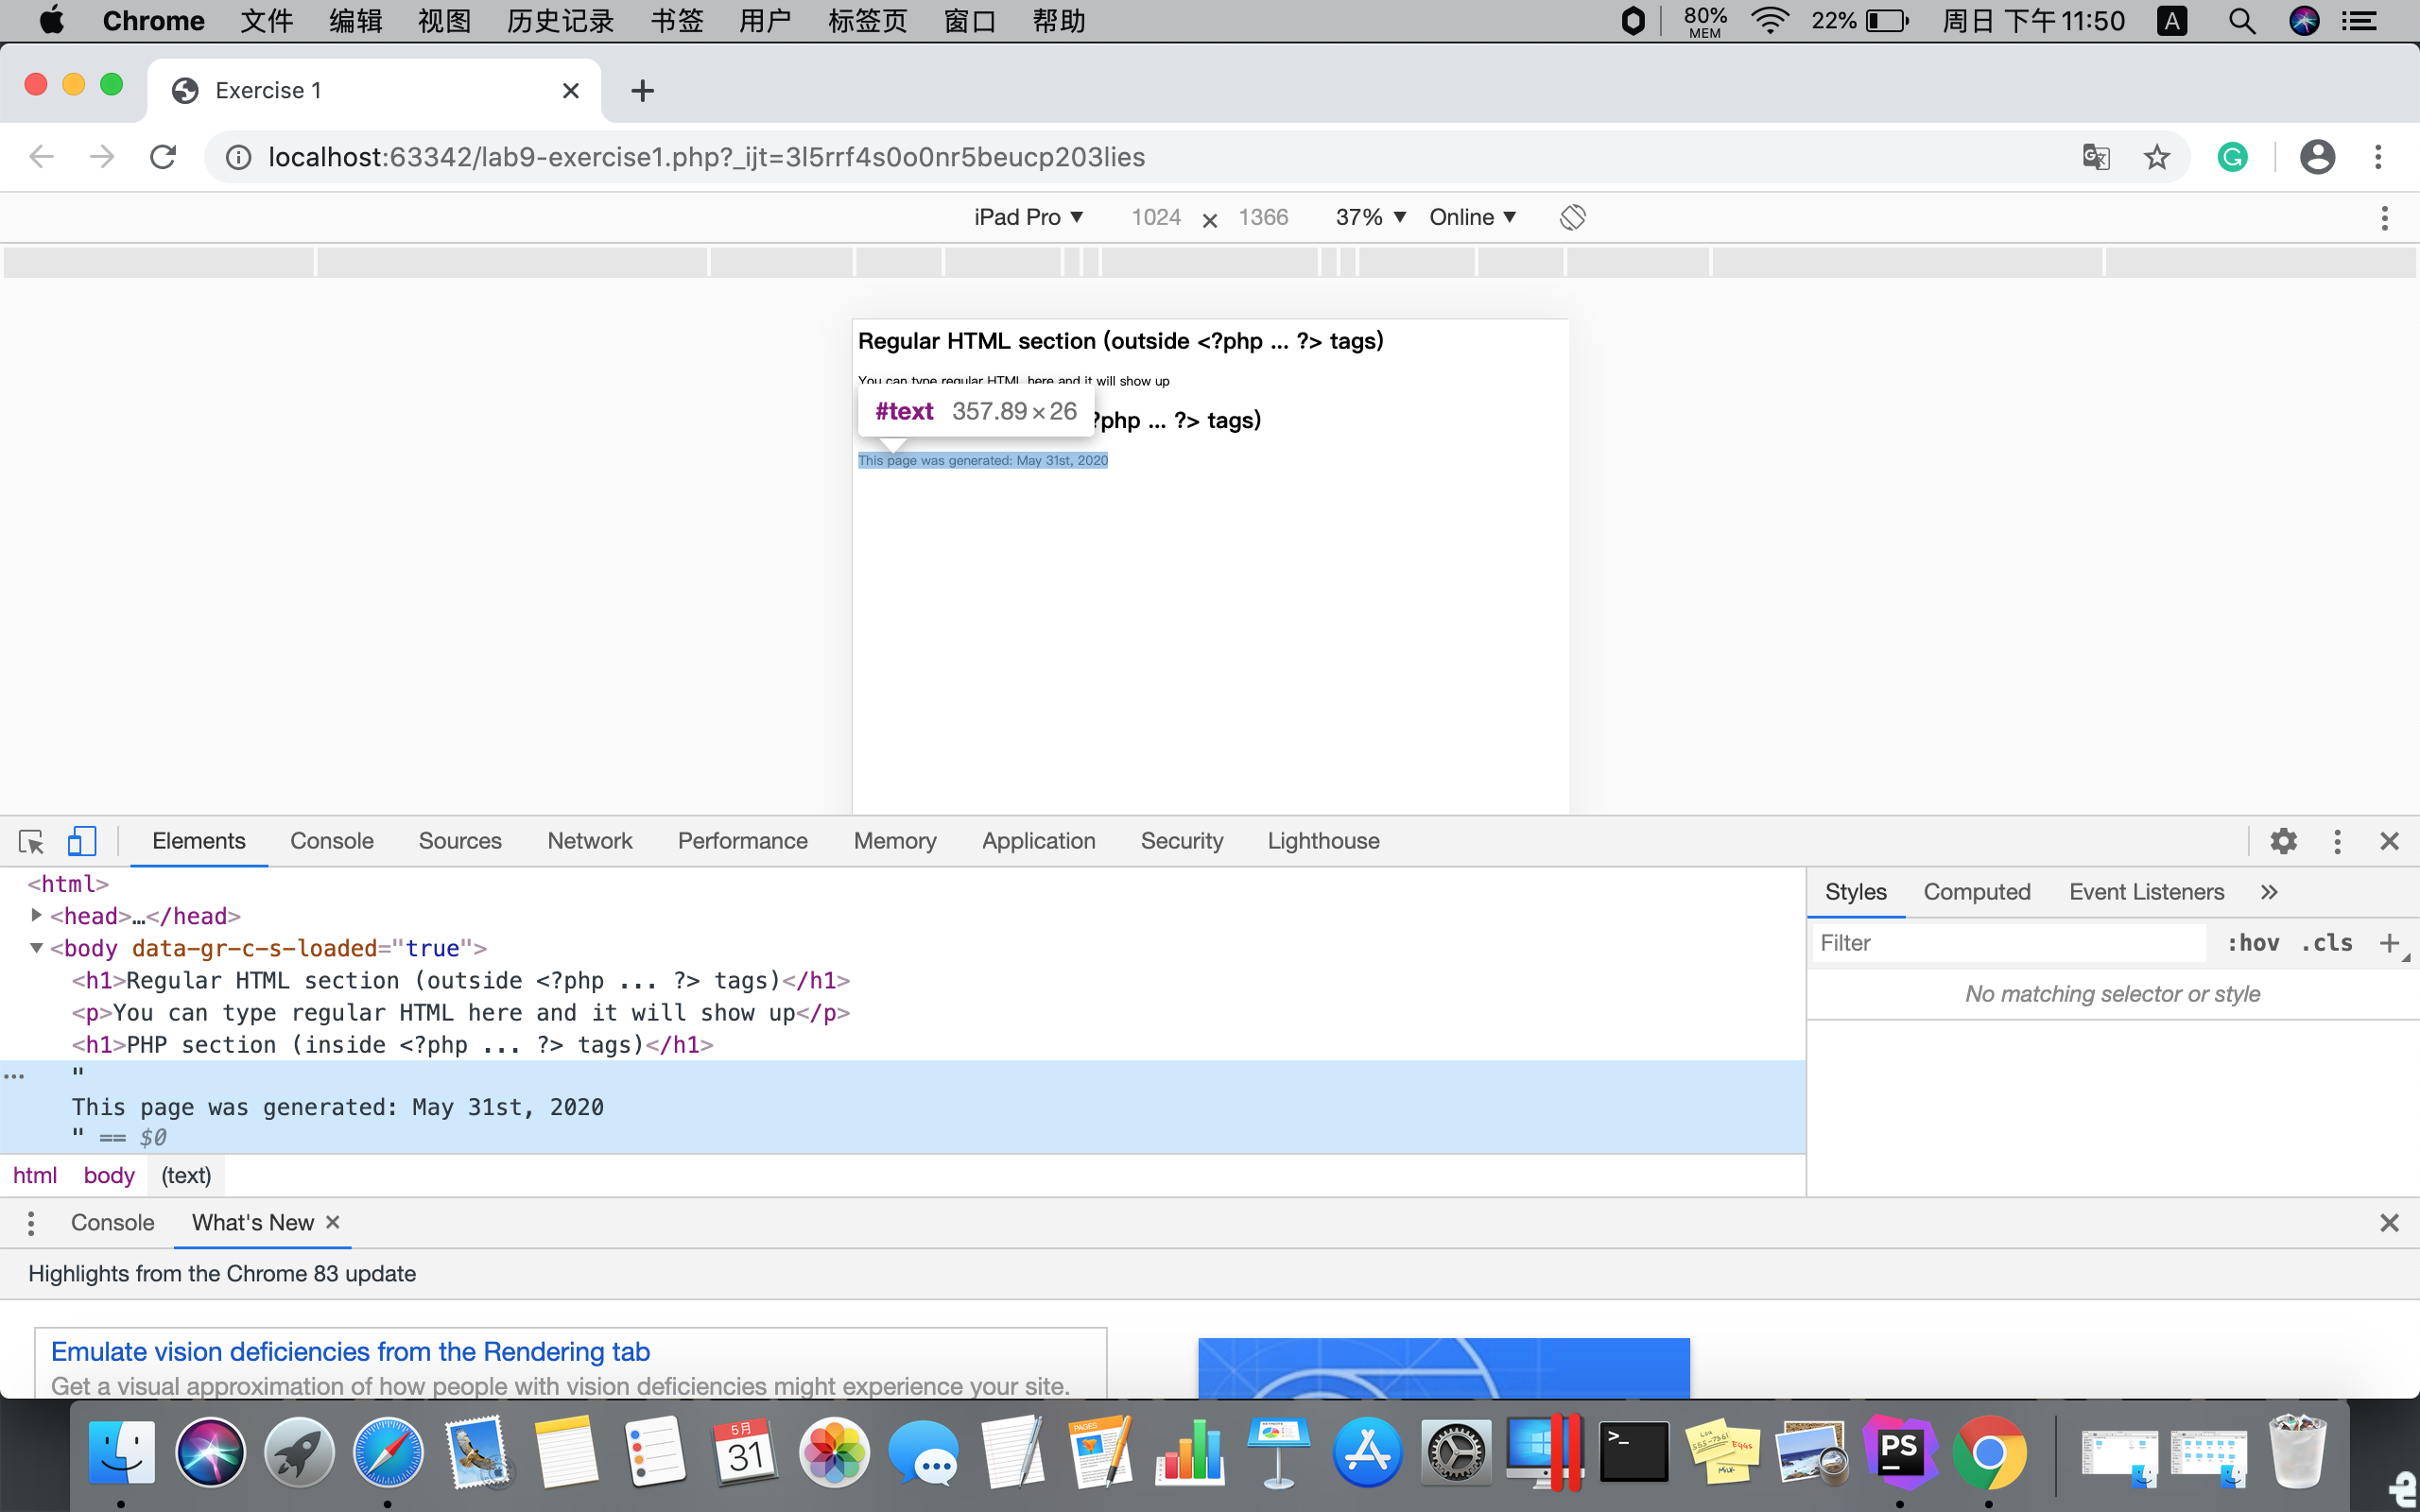 Chrome 文件 编辑 视图 历史记录 书签 用户 标签页 窗口 帮助 80% MEM 22% 周日 下午11:50 A
Exercise 1
localhost:63342/lab9-exercise1.php?_ijt=3l5rrf4s0o0nr5beucp203lies
iPad Pro ▼ 1024 × 1366 37% ▼ Online ▼
Regular HTML section (outside <?php ... ?> tags)
You can type regular HTML here and it will show up
#text 357.89 × 26
?php ... ?> tags)
This page was generated: May 31st, 2020
Elements Console Sources Network Performance Memory Application Security Lighthouse
<html>
<head>…</head>
<body data-gr-c-s-loaded="true">
<h1>Regular HTML section (outside <?php ... ?> tags)</h1>
<p>You can type regular HTML here and it will show up</p>
<h1>PHP section (inside <?php ... ?> tags)</h1>
"
This page was generated: May 31st, 2020
" == $0
html body (text)
Styles Computed Event Listeners »
Filter :hov .cls +
No matching selector or style
Console What's New ×
Highlights from the Chrome 83 update
Emulate vision deficiencies from the Rendering tab
Get a visual approximation of how people with vision deficiencies might experience your site.
5月
31
PAGES
>_
EGGS
MILK
PS